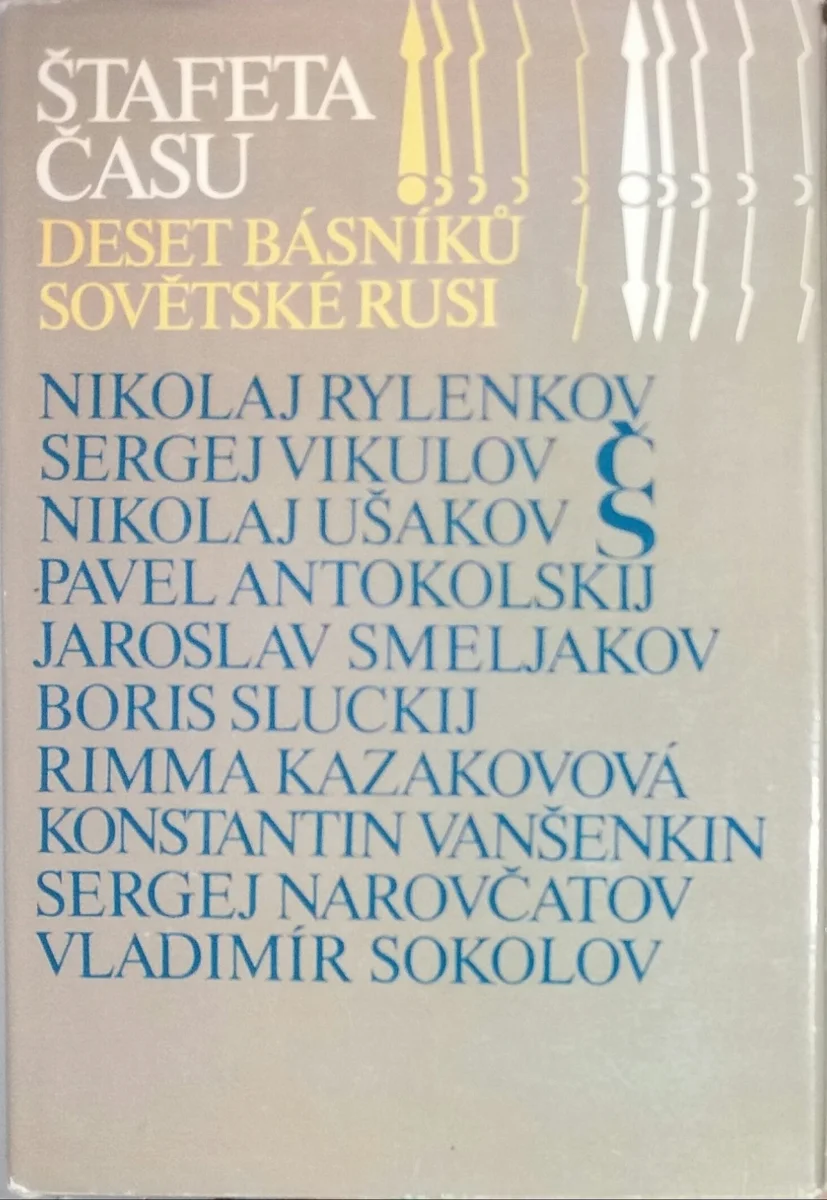 ŠTAFETA
ČASU
DESET BÁSNÍKŮ
SOVĚTSKÉ RUSI
NIKOLAJ RYLENKOV
SERGEJ VIKULOV
NIKOLAJ UŠAKOV
ČS
PAVEL ANTOKOLSKIJ
JAROSLAV SMELJAKOV
BORIS SLUCKIJ
RIMMA KAZAKOVOVÁ
KONSTANTIN VANŠENKIN
SERGEJ NAROVČATOV
VLADIMÍR SOKOLOV